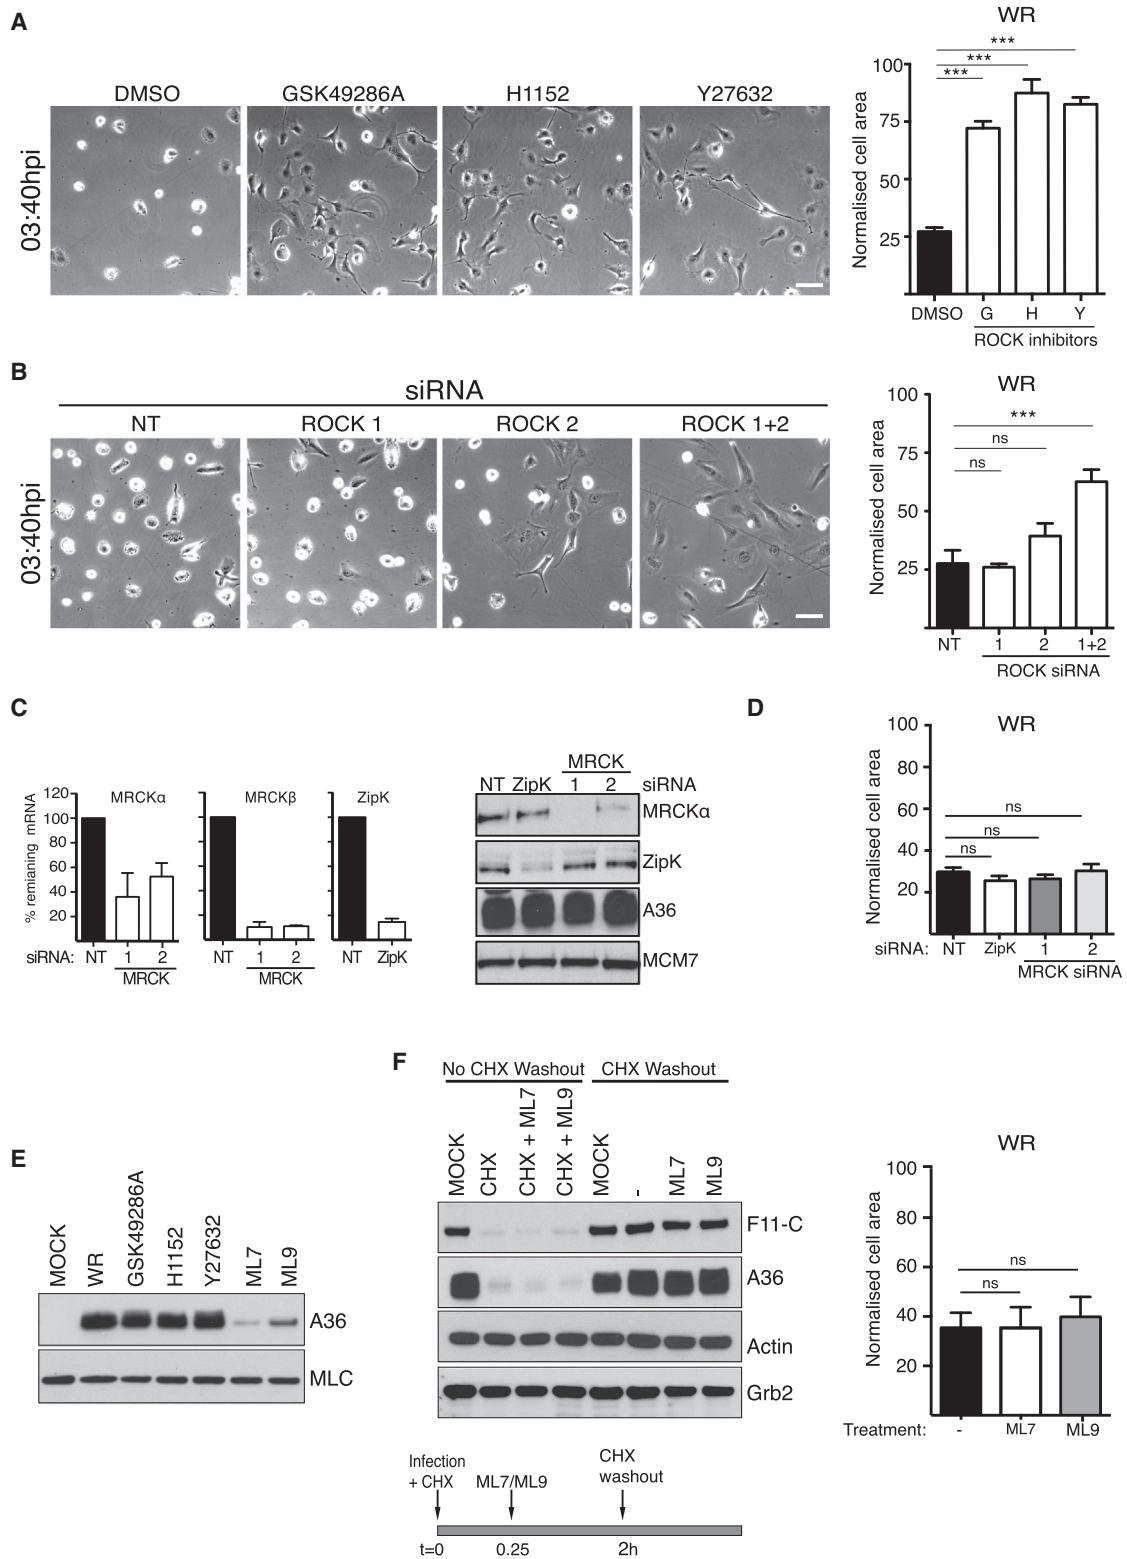 A
DMSO
GSK49286A
H1152
Y27632
03:40hpi
WR
***
***
***
Normalised cell area
100
75
50
25
DMSO
G
H
Y
ROCK inhibitors
B
siRNA
NT
ROCK 1
ROCK 2
ROCK 1+2
03:40hpi
WR
***
ns
ns
Normalised cell area
100
75
50
25
NT
1
2
1+2
ROCK siRNA
C
% remianing mRNA
120
100
80
60
40
20
MRCKα
MRCKβ
ZipK
siRNA:
NT
1
2
MRCK
NT
1
2
MRCK
NT
ZipK
MRCK
NT ZipK 1 2 siRNA
MRCKα
ZipK
A36
MCM7
D
WR
Normalised cell area
100
80
60
40
20
ns
ns
ns
siRNA: NT ZipK 1 2
MRCK siRNA
E
MOCK
WR
GSK49286A
H1152
Y27632
ML7
ML9
A36
MLC
F
No CHX Washout
CHX Washout
MOCK
CHX
CHX + ML7
CHX + ML9
MOCK
-
ML7
ML9
F11-C
A36
Actin
Grb2
Infection
+ CHX
ML7/ML9
CHX
washout
t=0
0.25
2h
WR
Normalised cell area
100
80
60
40
20
ns
ns
Treatment: - ML7 ML9